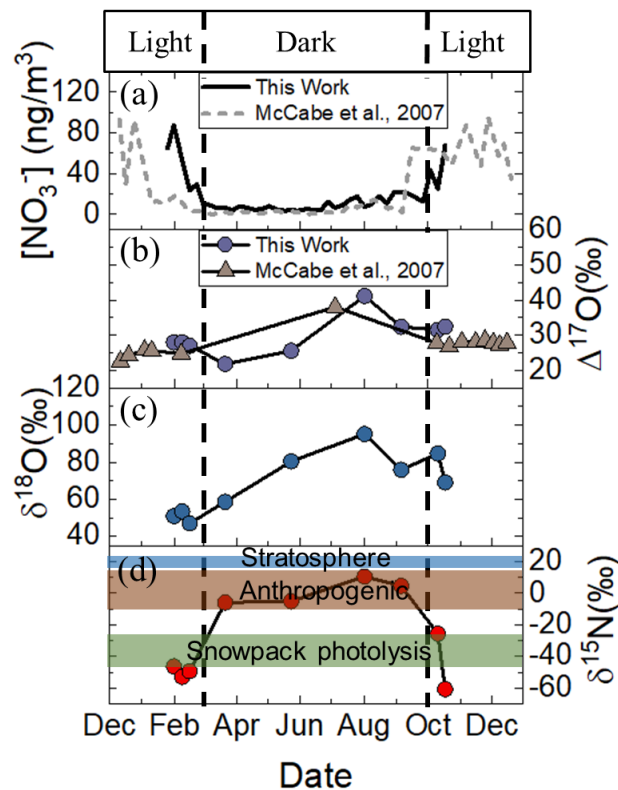 Light Dark Light
(a)
This Work
McCabe et al., 2007
[NO₃⁻] (ng/m³)
120
80
40
0
(b)
This Work
McCabe et al., 2007
Δ¹⁷O(‰)
60
50
40
30
20
(c)
δ¹⁸O(‰)
120
100
80
60
40
(d)
Stratosphere
Anthropogenic
Snowpack photolysis
δ¹⁵N(‰)
20
0
-20
-40
-60
Dec Feb Apr Jun Aug Oct Dec
Date